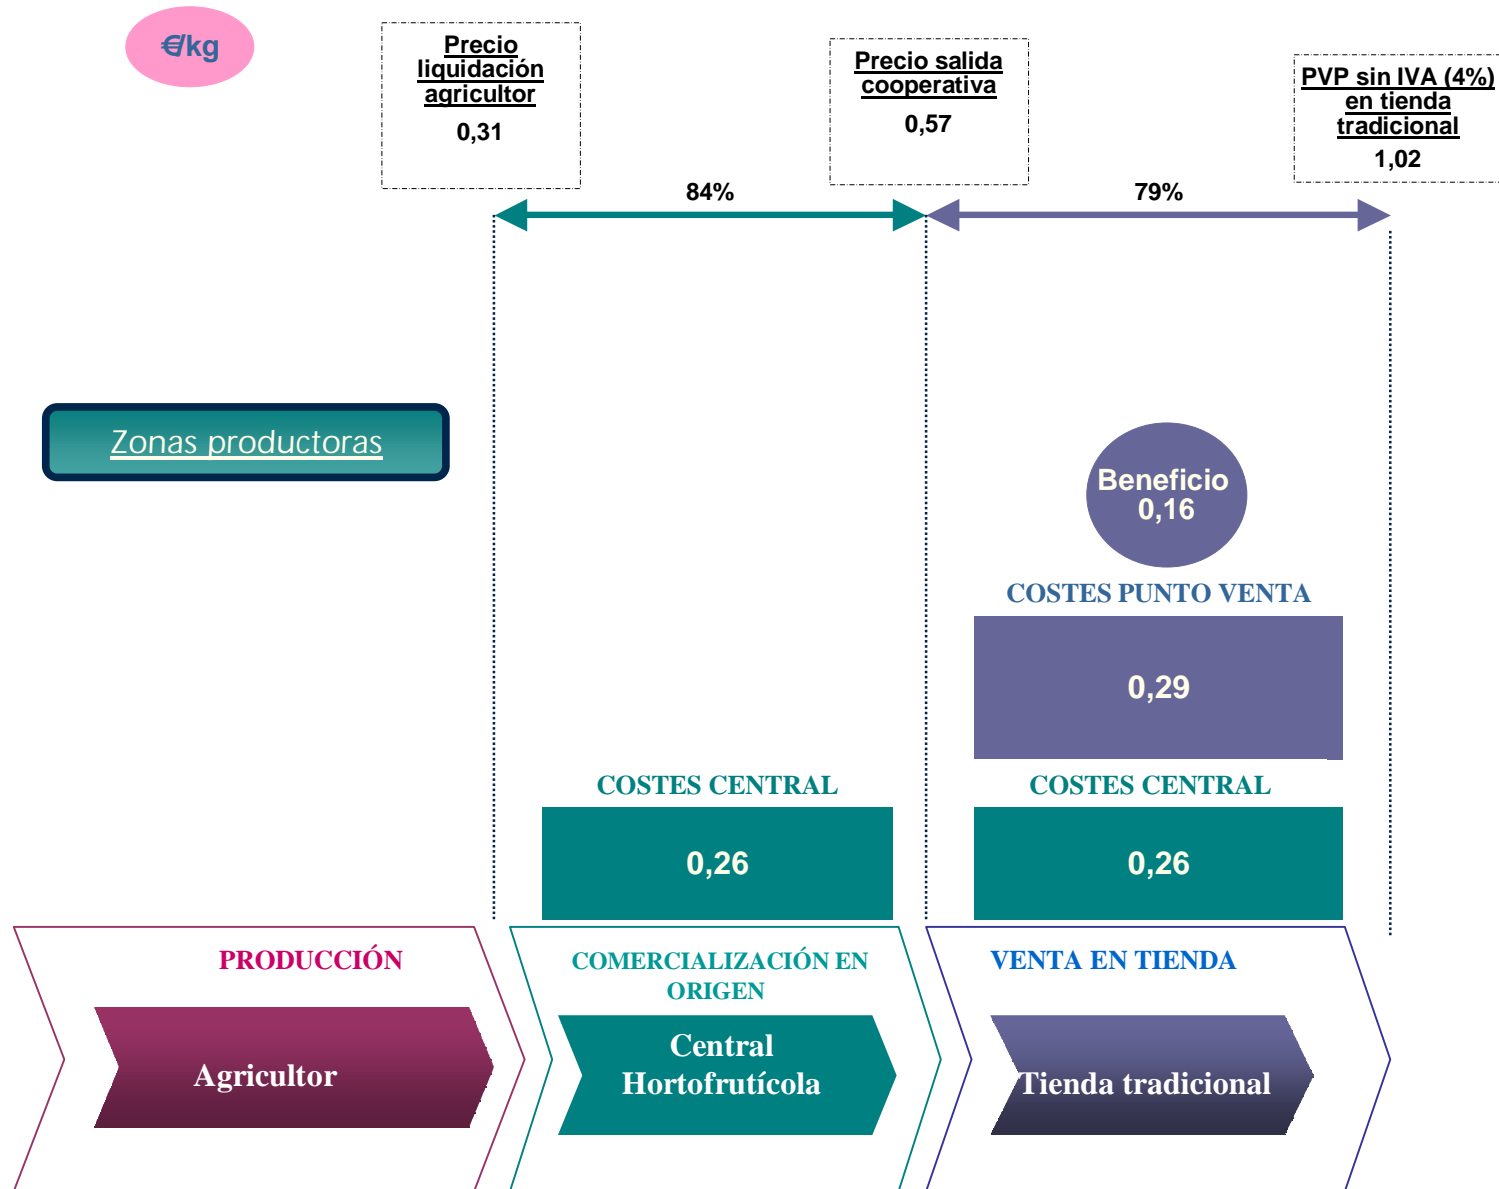 €/kg
Precio
liquidación
agricultor
0,31
Precio salida
cooperativa
0,57
PVP sin IVA (4%)
en tienda
tradicional
1,02
84%
79%
Zonas productoras
Beneficio
0,16
COSTES PUNTO VENTA
0,29
COSTES CENTRAL
0,26
COSTES CENTRAL
0,26
PRODUCCIÓN
Agricultor
COMERCIALIZACIÓN EN
ORIGEN
Central
Hortofrutícola
VENTA EN TIENDA
Tienda tradicional